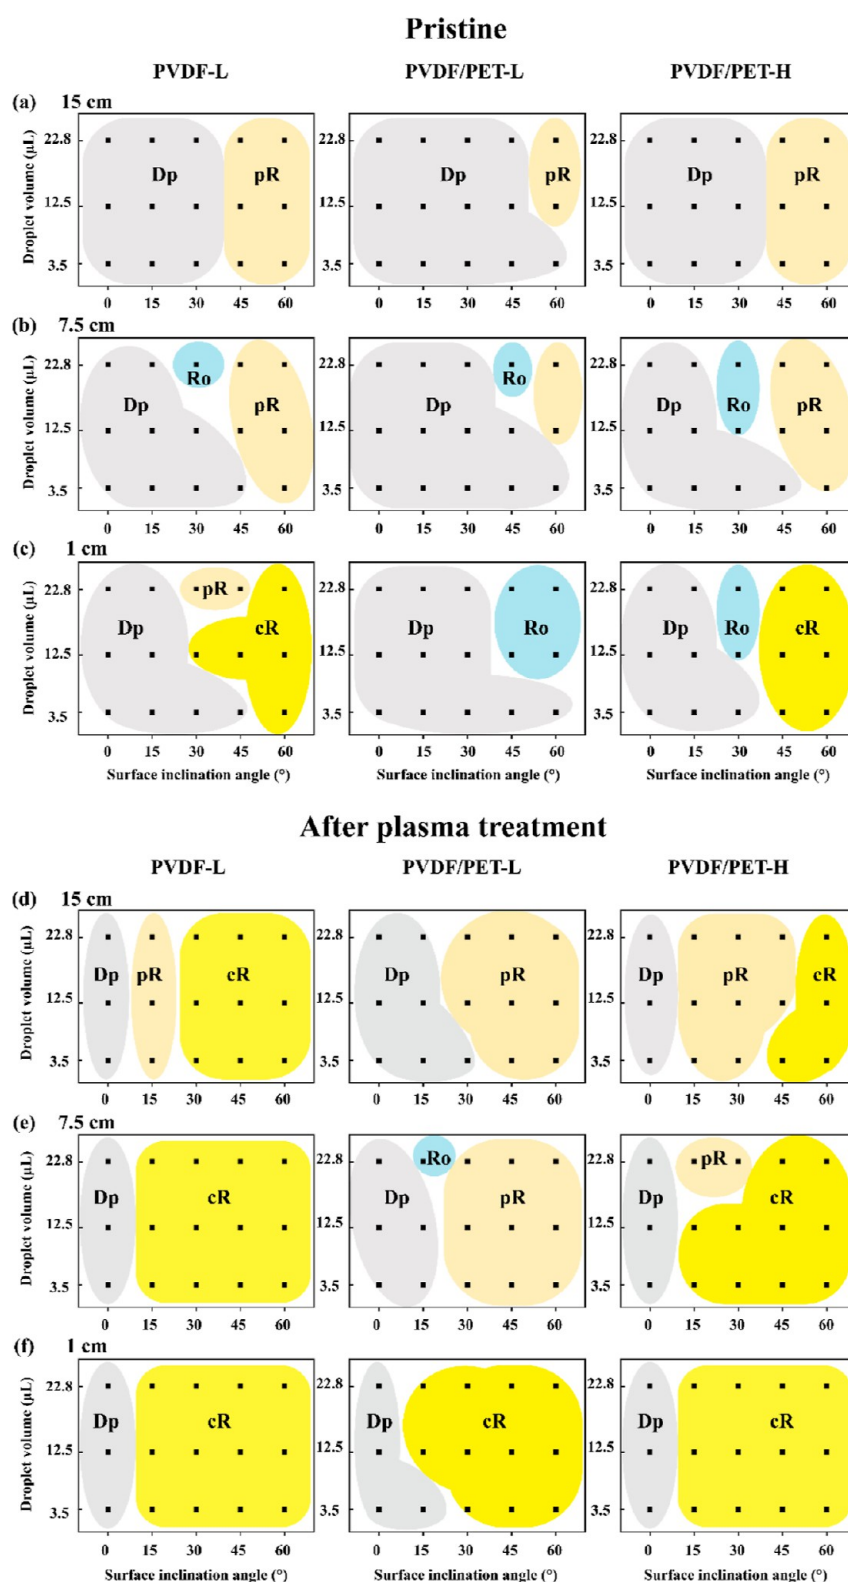 Pristine
PVDF-L PVDF/PET-L PVDF/PET-H
(a) 15 cm
Droplet volume (µL)
22.8 Dp pR 22.8 Dp pR 22.8 Dp pR
12.5 12.5 12.5
3.5 3.5 3.5
0 15 30 45 60 0 15 30 45 60 0 15 30 45 60
(b) 7.5 cm
Droplet volume (µL)
22.8 Ro 22.8 Ro 22.8
Dp pR Dp Dp Ro pR
12.5 12.5 12.5
3.5 3.5 3.5
0 15 30 45 60 0 15 30 45 60 0 15 30 45 60
(c) 1 cm
Droplet volume (µL)
22.8 pR 22.8 22.8
Dp cR Dp Ro Dp Ro cR
12.5 12.5 12.5
3.5 3.5 3.5
0 15 30 45 60 0 15 30 45 60 0 15 30 45 60
Surface inclination angle (°) Surface inclination angle (°) Surface inclination angle (°)
After plasma treatment
PVDF-L PVDF/PET-L PVDF/PET-H
(d) 15 cm
Droplet volume (µL)
22.8 22.8 22.8
Dp pR cR Dp pR Dp pR cR
12.5 12.5 12.5
3.5 3.5 3.5
0 15 30 45 60 0 15 30 45 60 0 15 30 45 60
(e) 7.5 cm
Droplet volume (µL)
22.8 22.8 Ro 22.8 pR
Dp cR Dp pR Dp cR
12.5 12.5 12.5
3.5 3.5 3.5
0 15 30 45 60 0 15 30 45 60 0 15 30 45 60
(f) 1 cm
Droplet volume (µL)
22.8 22.8 22.8
Dp cR Dp cR Dp cR
12.5 12.5 12.5
3.5 3.5 3.5
0 15 30 45 60 0 15 30 45 60 0 15 30 45 60
Surface inclination angle (°) Surface inclination angle (°) Surface inclination angle (°)